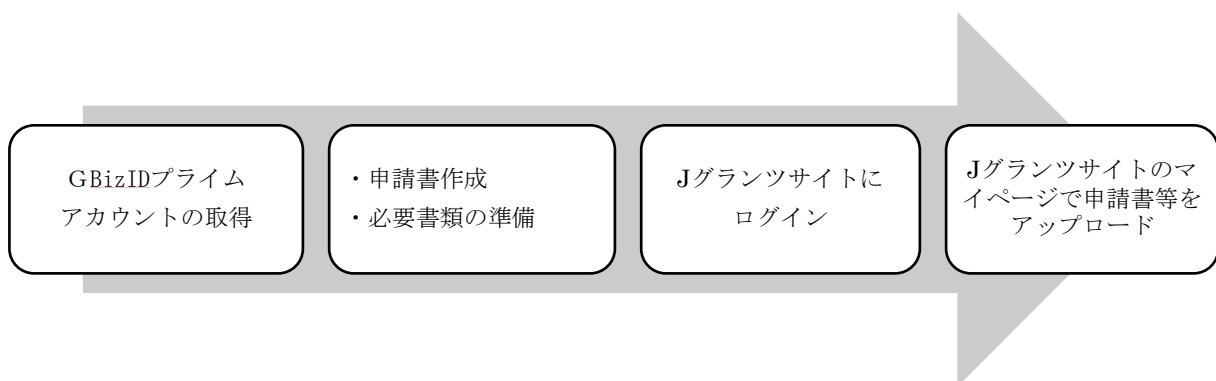 GBizIDプライム
アカウントの取得
・申請書作成
・必要書類の準備
Jグランツサイトに
ログイン
Jグランツサイトのマ
イページで申請書等を
アップロード